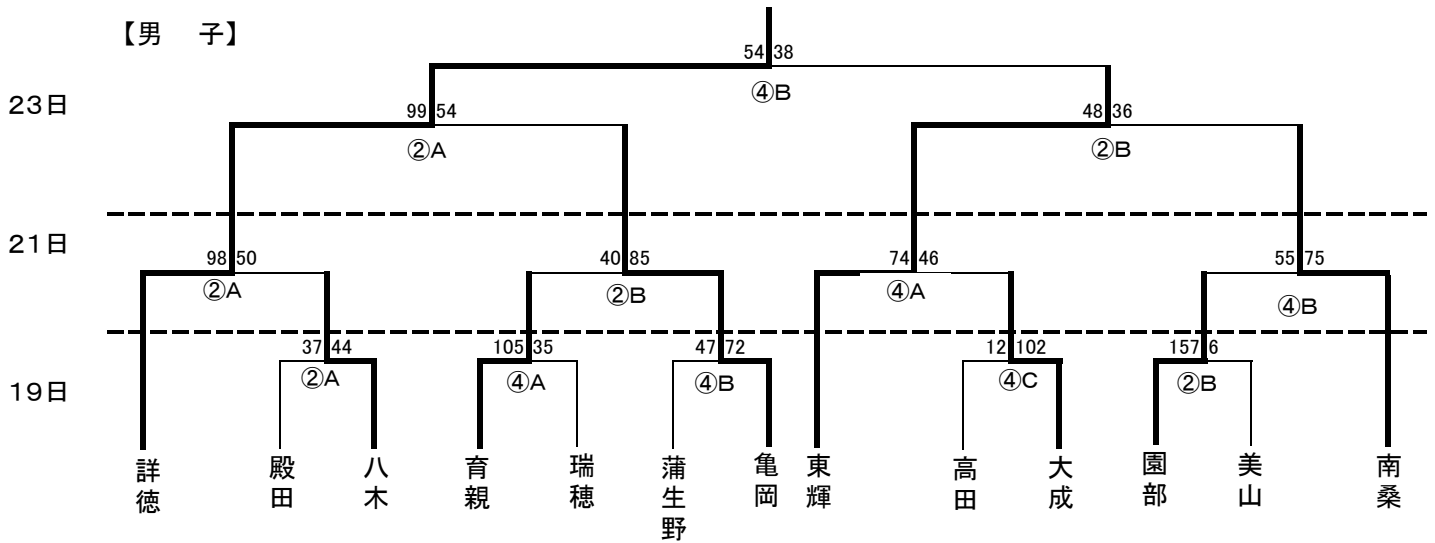 【男　子】
54 38
④B
23日
99 54
48 36
②A
②B
21日
98 50
40 85
74 46
55 75
②A
②B
④A
④B
37 44
105 35
47 72
12 102
157 6
②A
④A
④B
④C
②B
19日
詳徳
殿田
八木
育親
瑞穂
蒲生野
亀岡
東輝
高田
大成
園部
美山
南桑